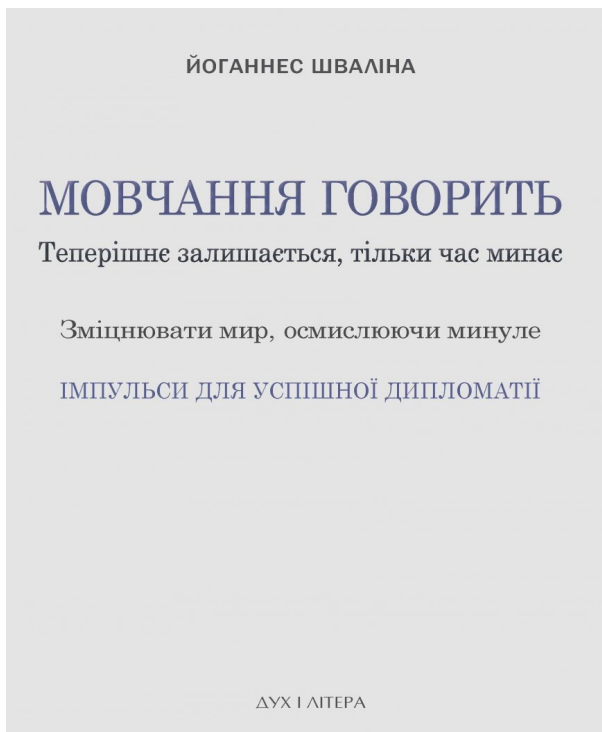 ЙОГАННЕС ШВАЛІНА
МОВЧАННЯ ГОВОРИТЬ
Теперішнє залишається, тільки час минає
Зміцнювати мир, осмислюючи минуле
ІМПУЛЬСИ ДЛЯ УСПІШНОЇ ДИПЛОМАТІЇ
ДУХ І ЛІТЕРА